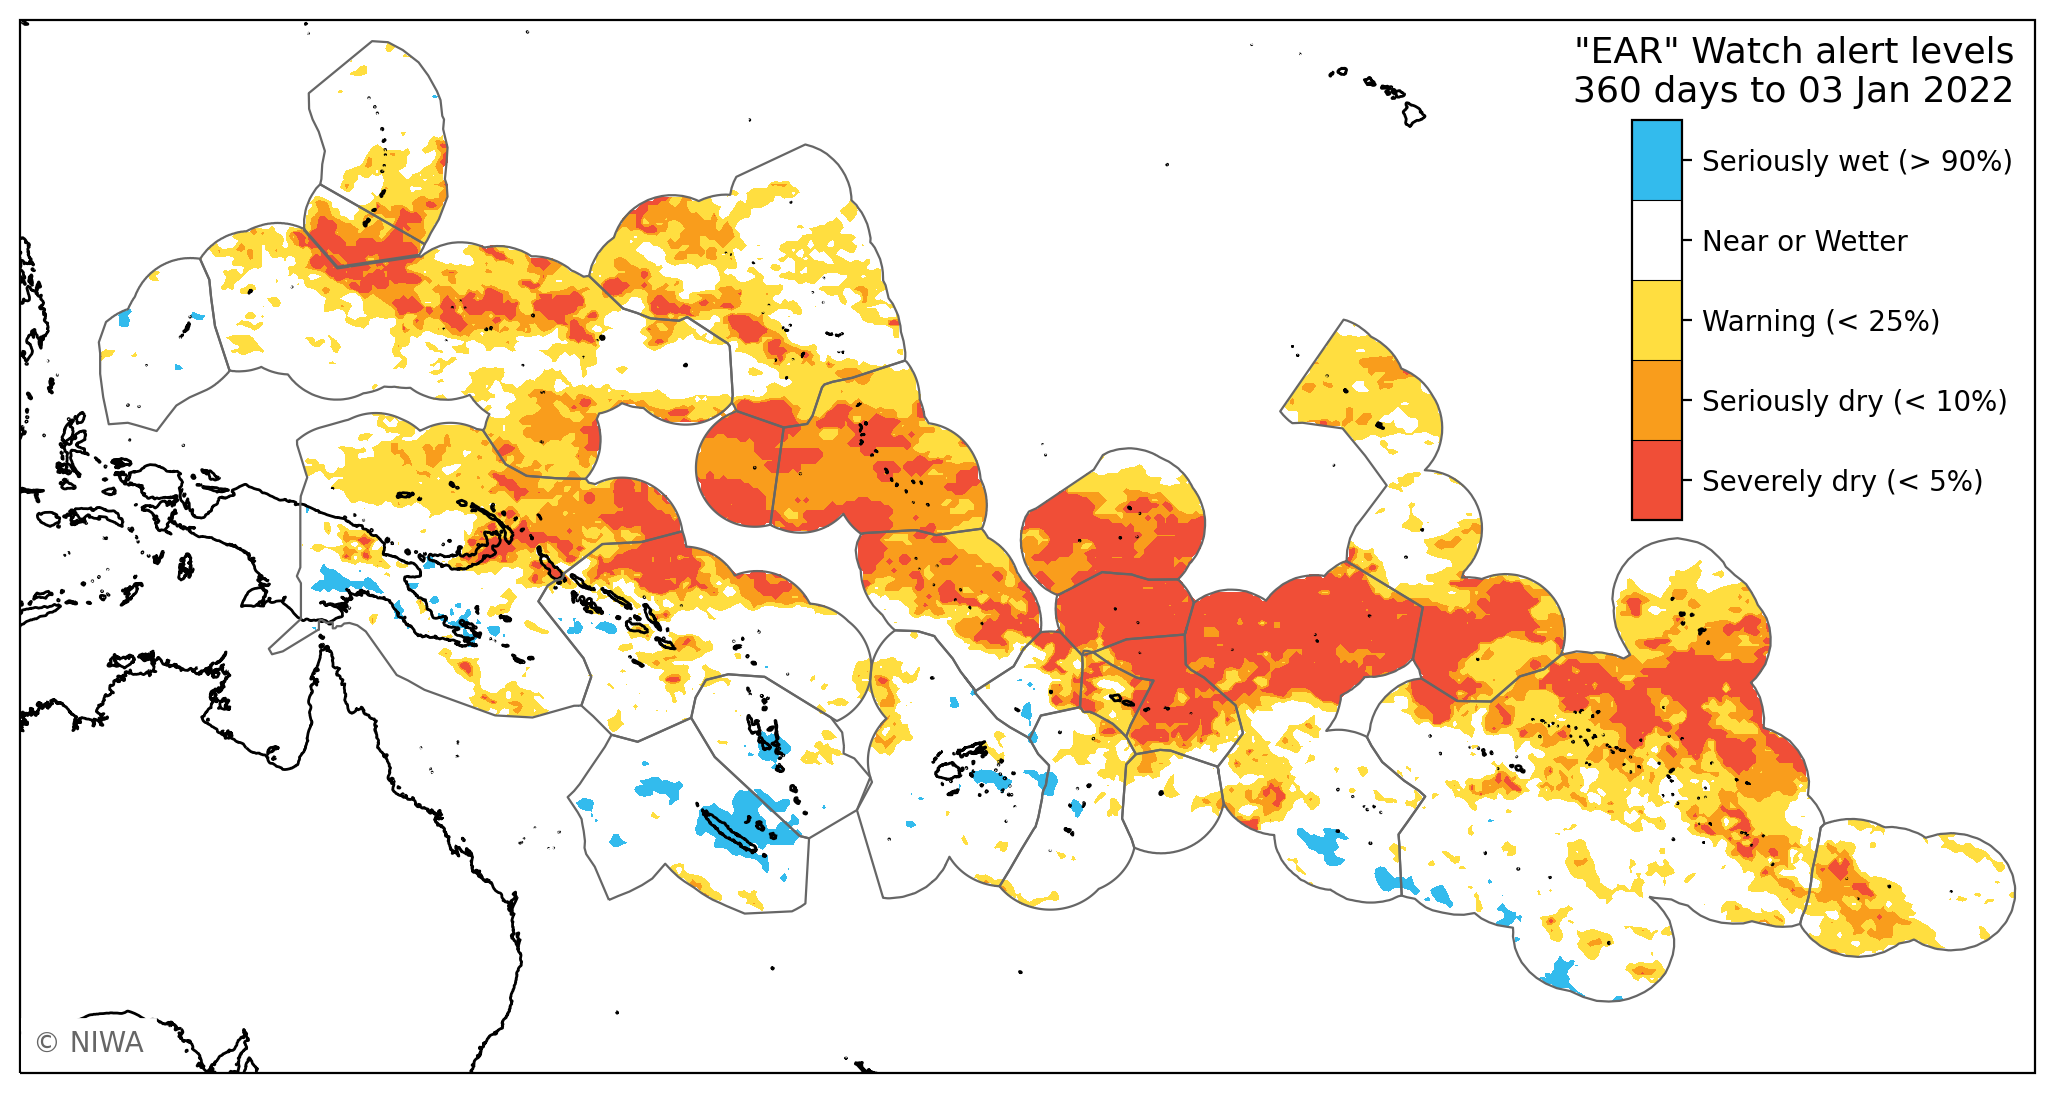 "EAR" Watch alert levels
360 days to 03 Jan 2022
Seriously wet (> 90%)
Near or Wetter
Warning (< 25%)
Seriously dry (< 10%)
Severely dry (< 5%)
© NIWA